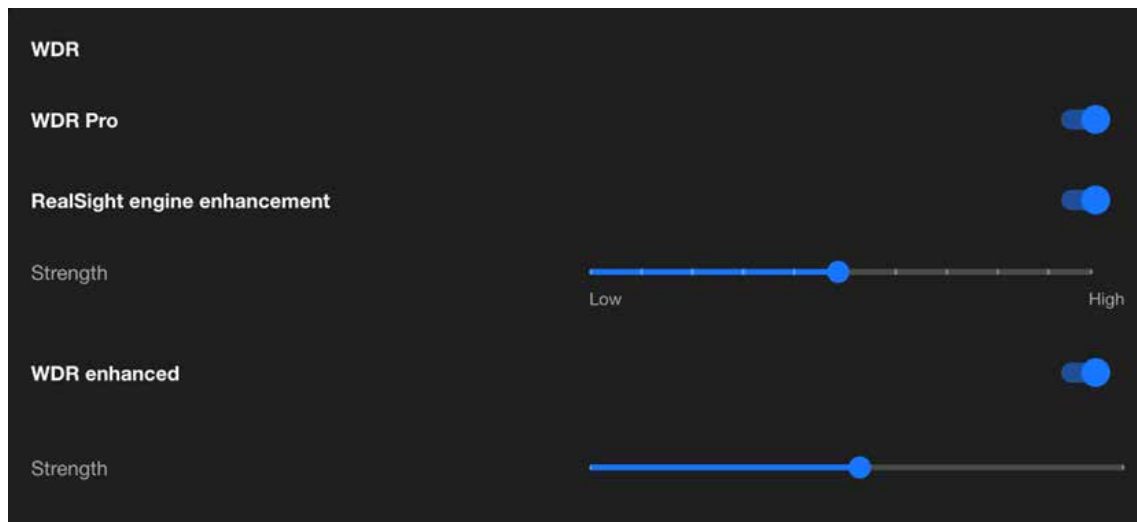 WDR
WDR Pro
RealSight engine enhancement
Strength
Low High
WDR enhanced
Strength